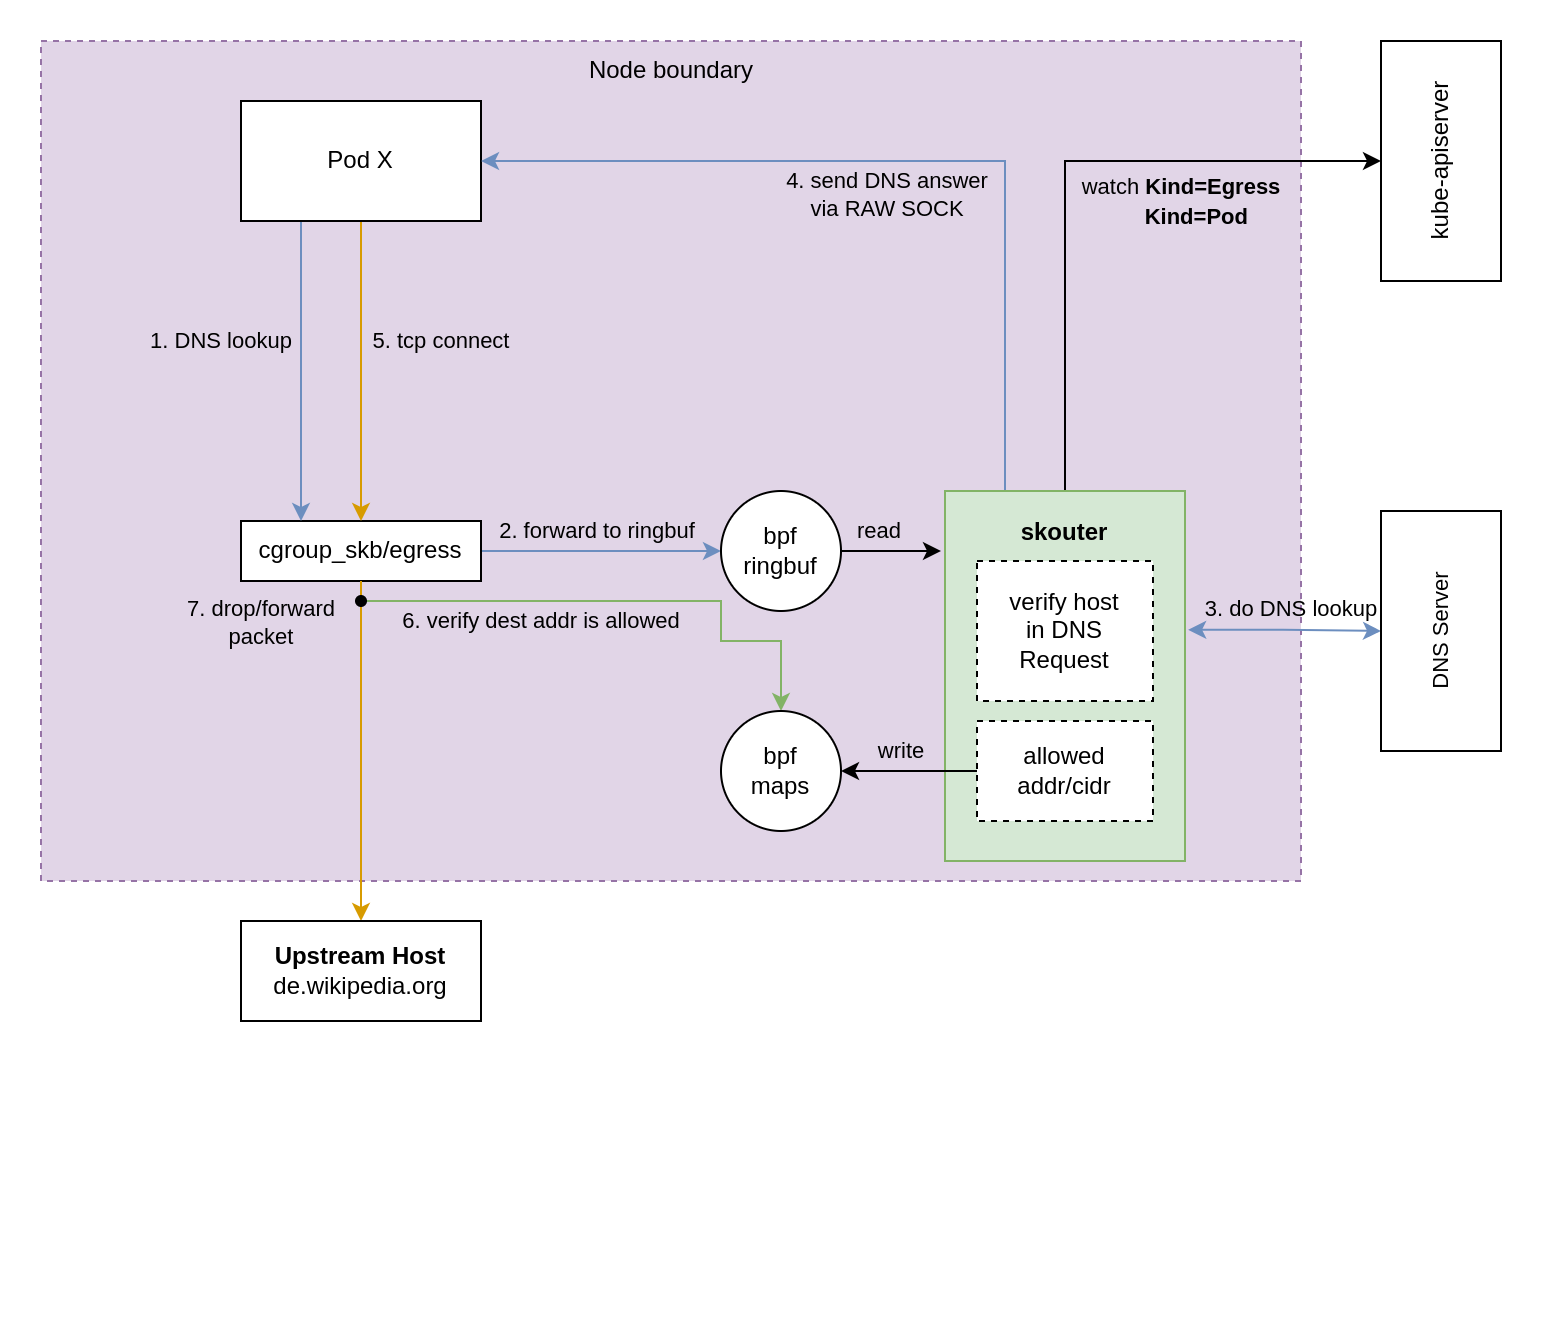 Node boundary
Pod X
4. send DNS answer
via RAW SOCK
watch Kind=Egress
Kind=Pod
kube-apiserver
1. DNS lookup
5. tcp connect
cgroup_skb/egress
2. forward to ringbuf
bpf
ringbuf
read
skouter
verify host
in DNS
Request
3. do DNS lookup
DNS Server
7. drop/forward
packet
6. verify dest addr is allowed
bpf
maps
write
allowed
addr/cidr
Upstream Host
de.wikipedia.org